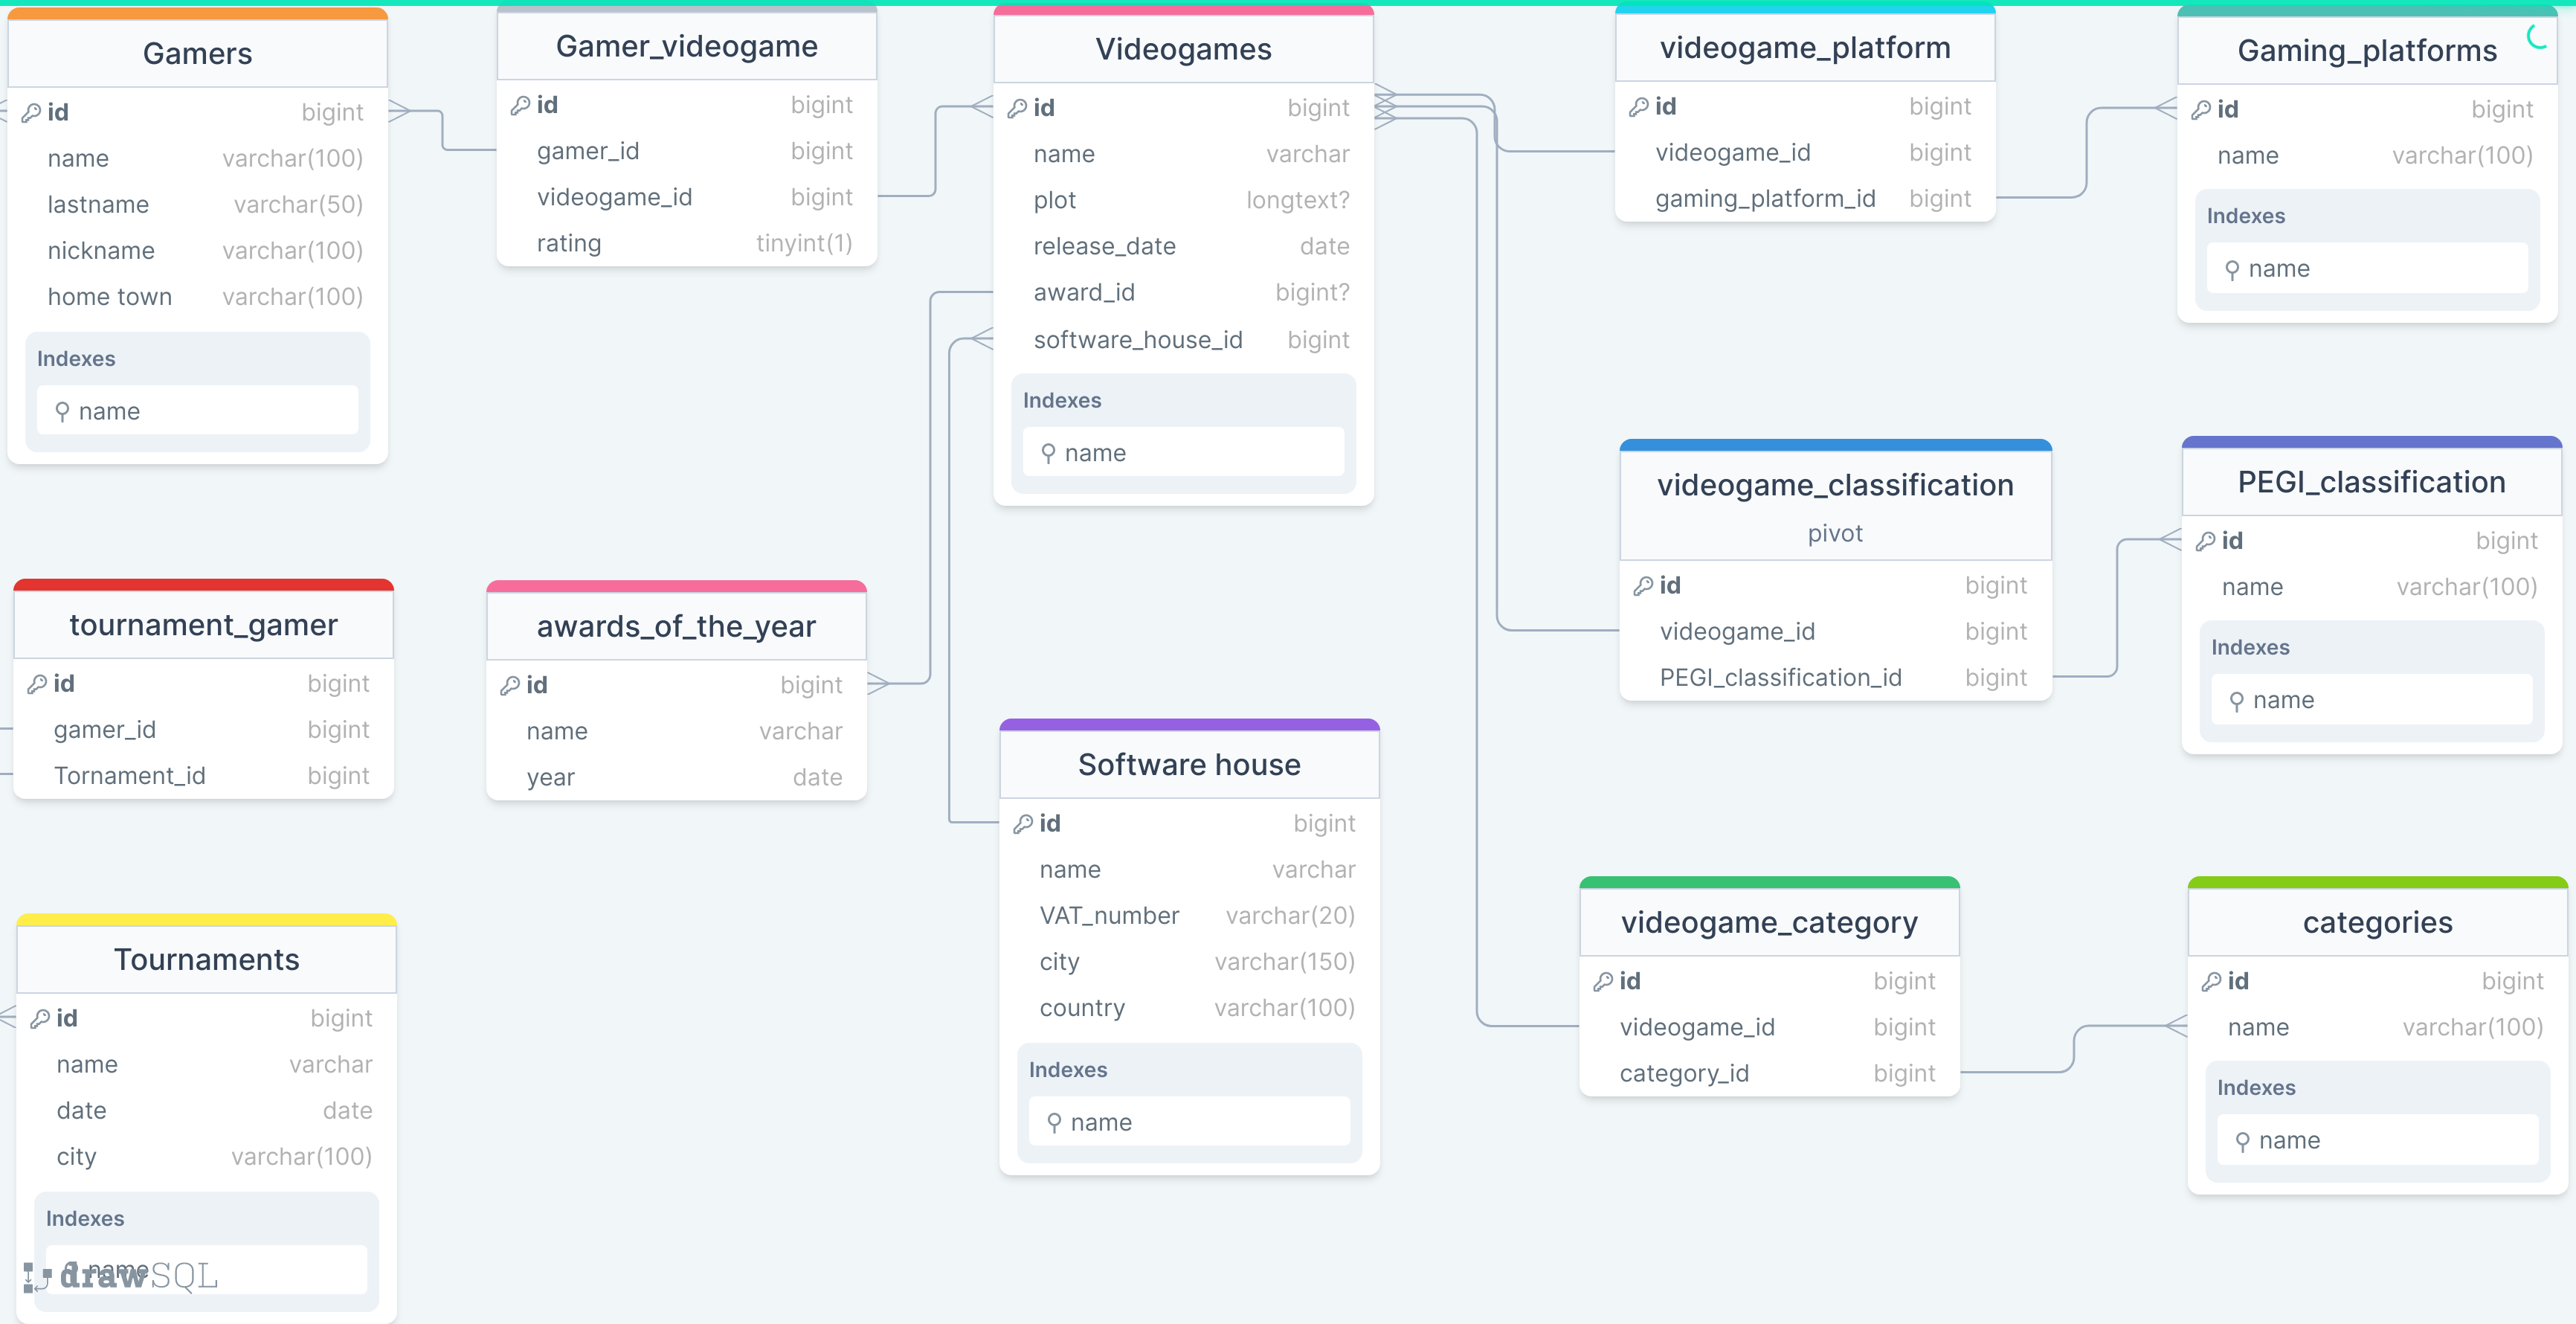 Gamers
id bigint
name varchar(100)
lastname varchar(50)
nickname varchar(100)
home town varchar(100)
Indexes
name
Gamer_videogame
id bigint
gamer_id bigint
videogame_id bigint
rating tinyint(1)
Videogames
id bigint
name varchar
plot longtext?
release_date date
award_id bigint?
software_house_id bigint
Indexes
name
videogame_platform
id bigint
videogame_id bigint
gaming_platform_id bigint
Gaming_platforms
id bigint
name varchar(100)
Indexes
name
videogame_classification
pivot
id bigint
videogame_id bigint
PEGI_classification_id bigint
PEGI_classification
id bigint
name varchar(100)
Indexes
name
tournament_gamer
id bigint
gamer_id bigint
Tornament_id bigint
awards_of_the_year
id bigint
name varchar
year date
Software house
id bigint
name varchar
VAT_number varchar(20)
city varchar(150)
country varchar(100)
Indexes
name
videogame_category
id bigint
videogame_id bigint
category_id bigint
categories
id bigint
name varchar(100)
Indexes
name
Tournaments
id bigint
name varchar
date date
city varchar(100)
Indexes
name
drawSQL